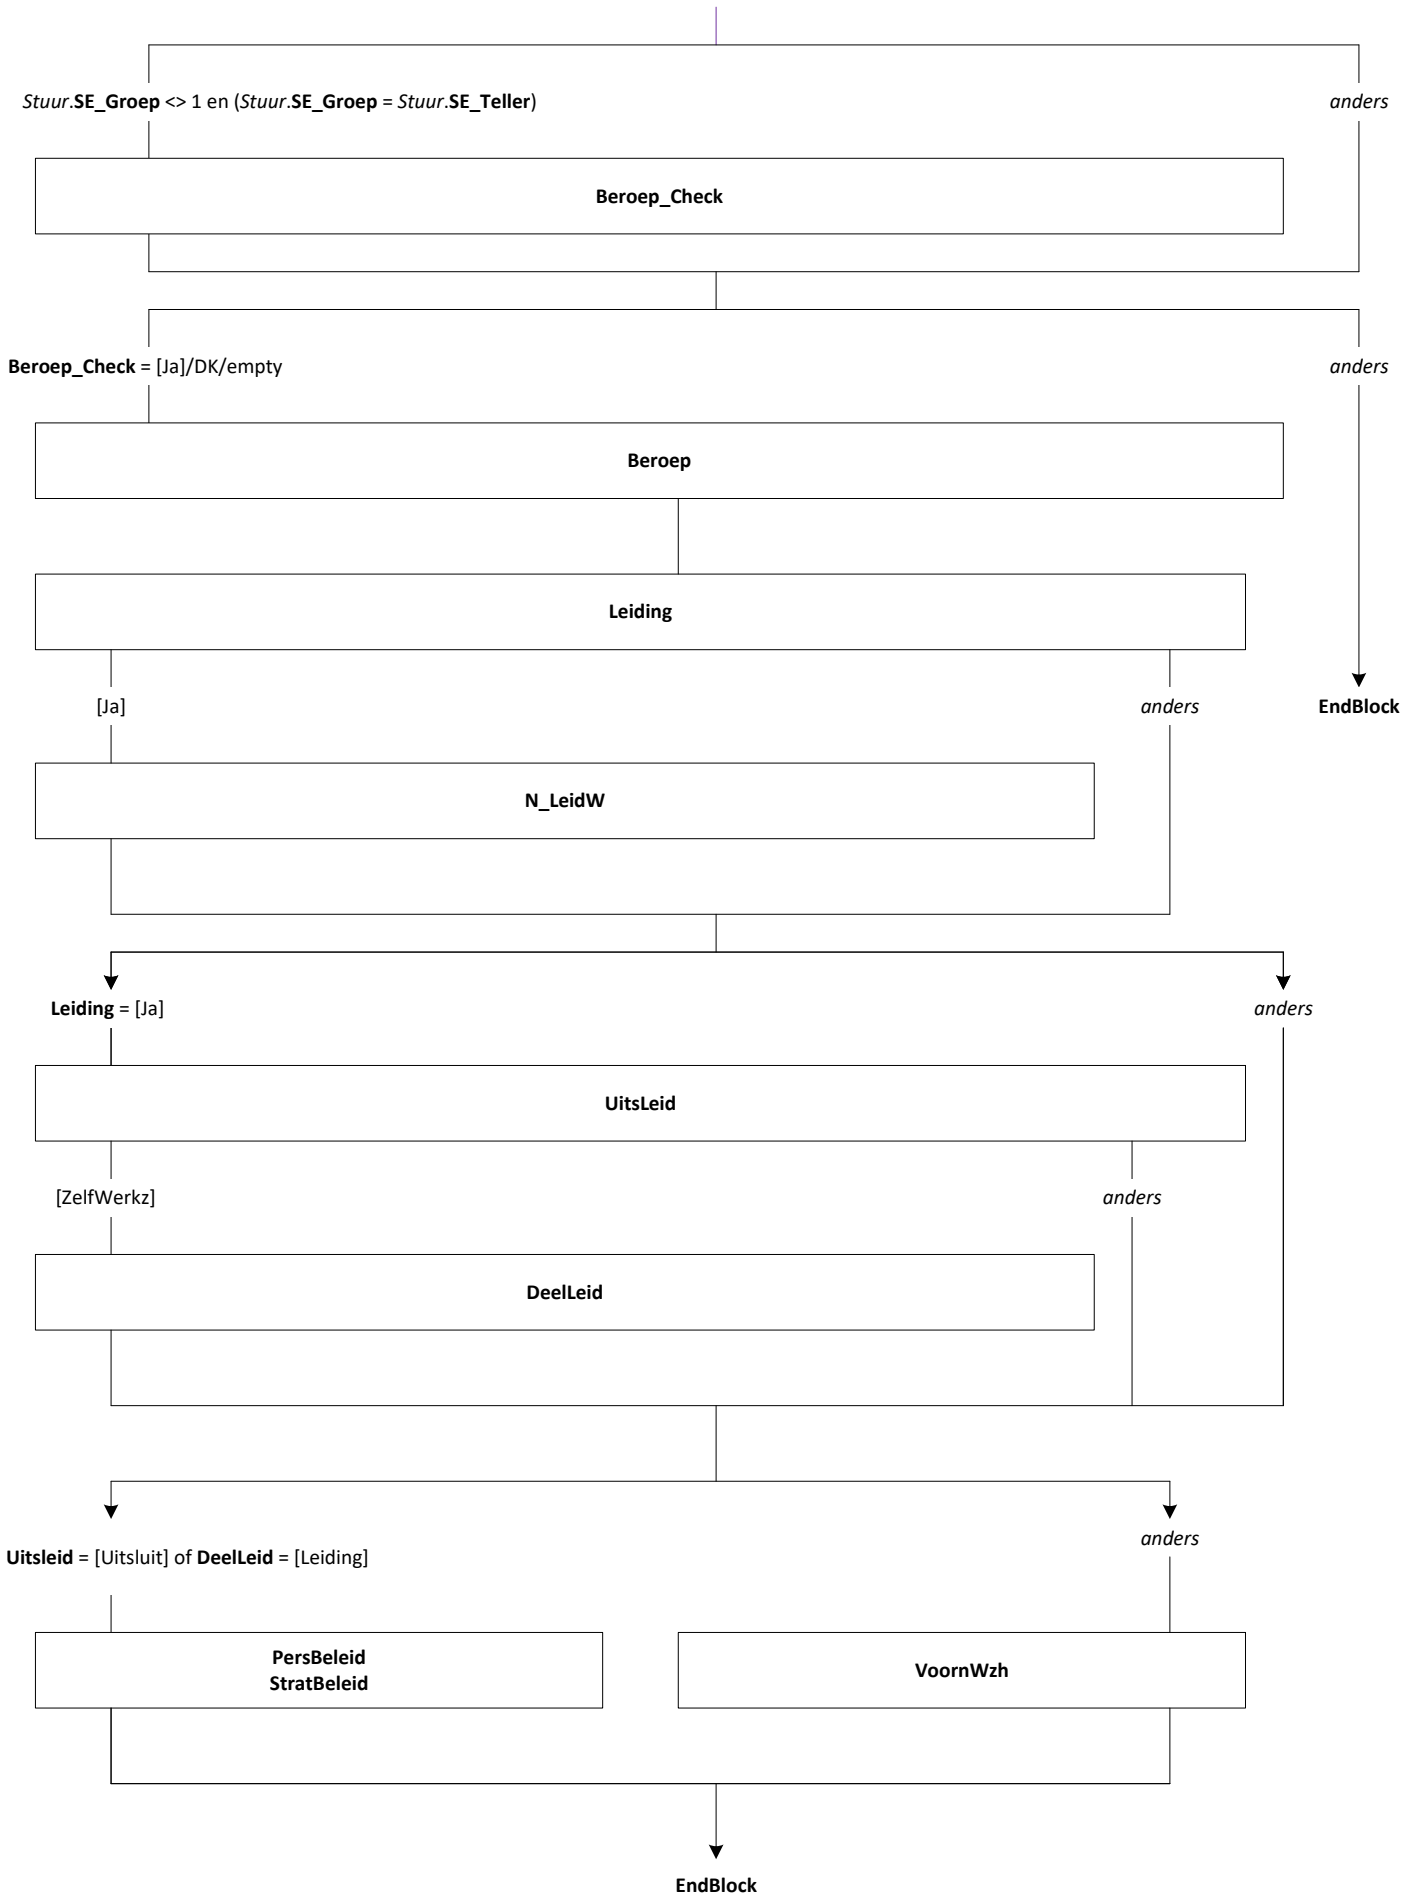 Stuur.SE_Groep <> 1 en (Stuur.SE_Groep = Stuur.SE_Teller)
anders
Beroep_Check
Beroep_Check = [Ja]/DK/empty
anders
Beroep
Leiding
[Ja]
anders
EndBlock
N_LeidW
Leiding = [Ja]
anders
UitsLeid
[ZelfWerkz]
anders
DeelLeid
Uitsleid = [Uitsluit] of DeelLeid = [Leiding]
anders
PersBeleid
StratBeleid
VoornWzh
EndBlock